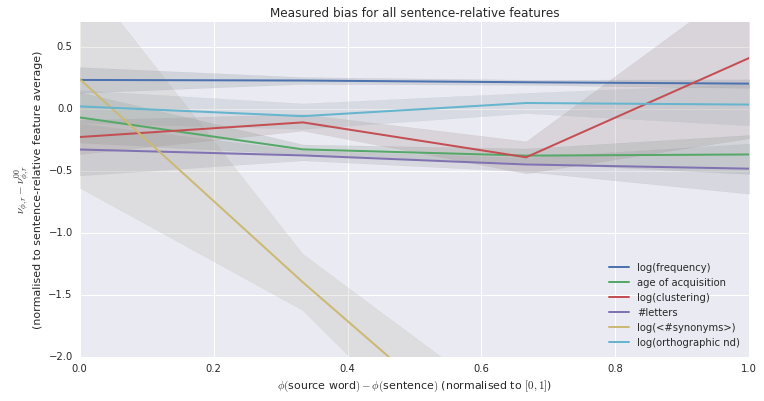 Measured bias for all sentence-relative features
0.5
0.0
−0.5
−1.0
−1.5
−2.0
0.0 0.2 0.4 0.6 0.8 1.0
ν_{ϕ,r} − ν^{00}_{ϕ,r}
(normalised to sentence-relative feature average)
ϕ(source word) − ϕ(sentence) (normalised to [0, 1])
log(frequency)
age of acquisition
log(clustering)
#letters
log(<#synonyms>)
log(orthographic nd)